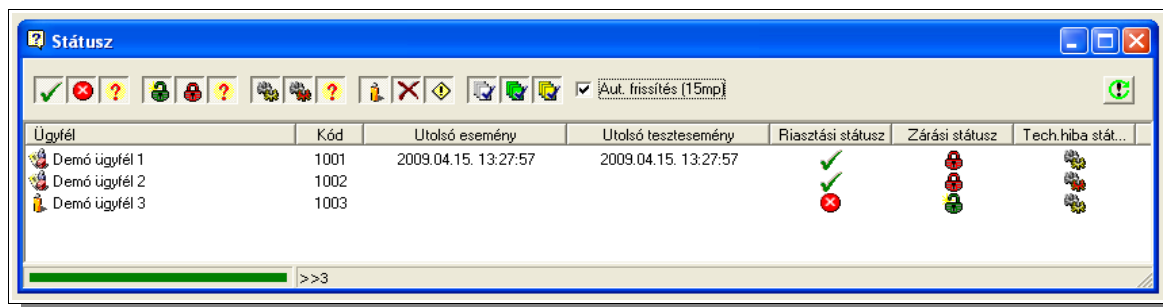 Státusz
Aut. frissítés (15mp)
Ügyfél Kód Utolsó esemény Utolsó tesztesemény Riasztási státusz Zárási státusz Tech.hiba stát...
Demó ügyfél 1 1001 2009.04.15. 13:27:57 2009.04.15. 13:27:57
Demó ügyfél 2 1002
Demó ügyfél 3 1003
>>3